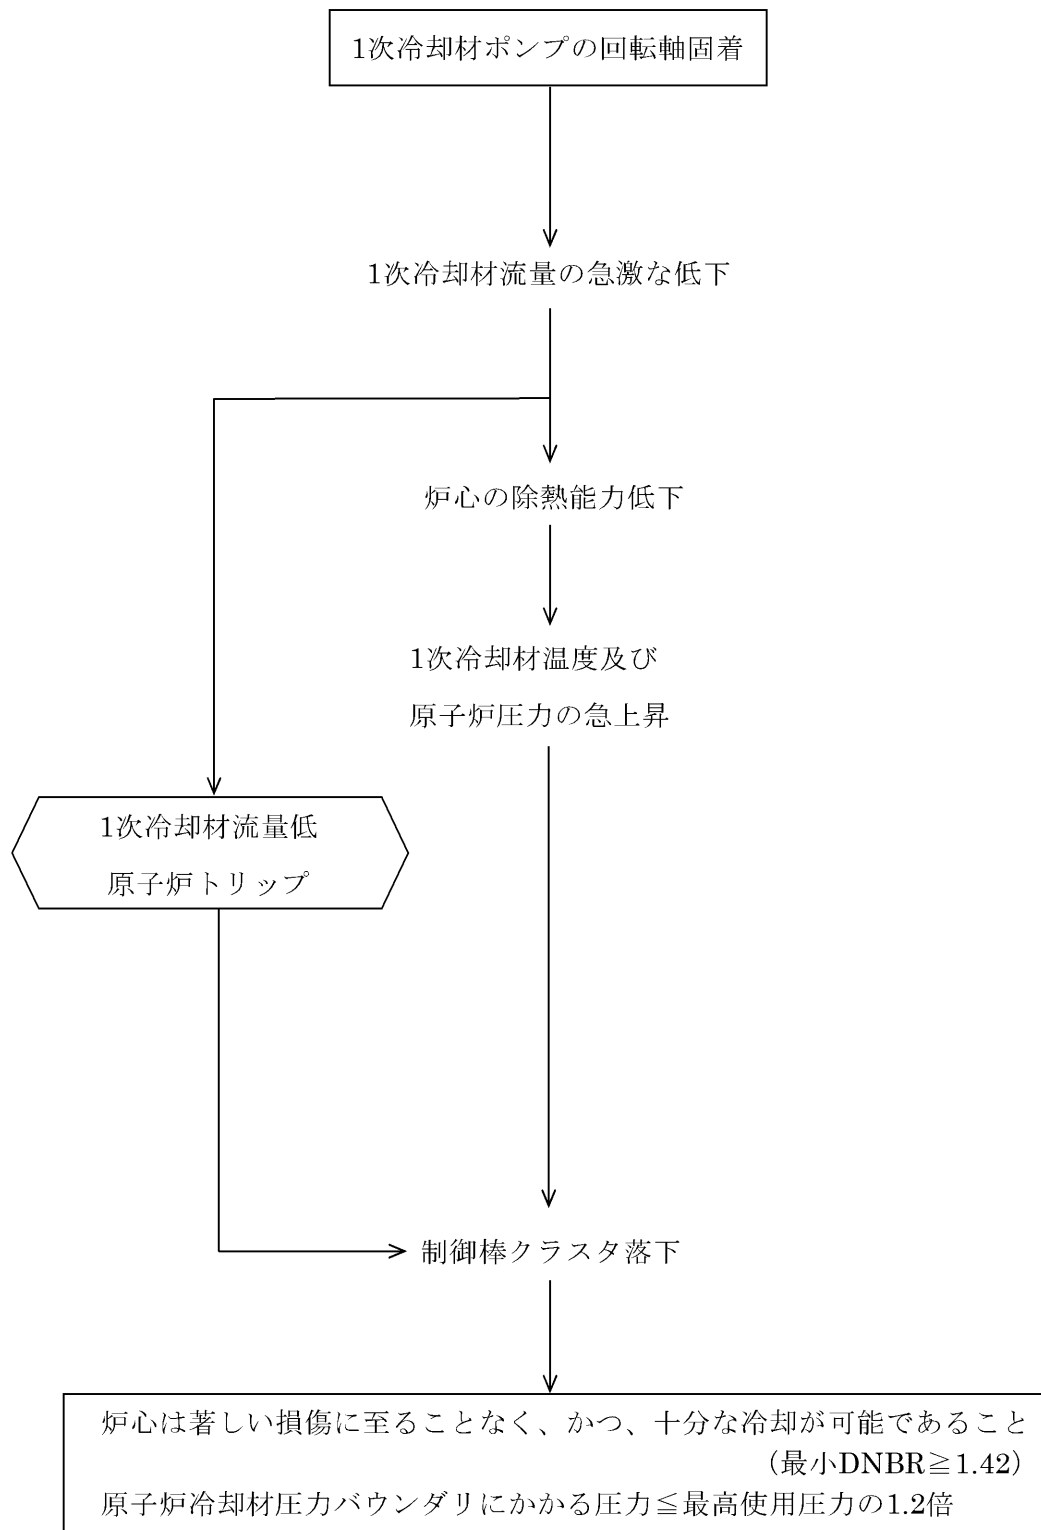 1次冷却材ポンプの回転軸固着
1次冷却材流量の急激な低下
炉心の除熱能力低下
1次冷却材温度及び
原子炉圧力の急上昇
1次冷却材流量低
原子炉トリップ
制御棒クラスタ落下
炉心は著しい損傷に至ることなく、かつ、十分な冷却が可能であること
（最小DNBR≧1.42）
原子炉冷却材圧力バウンダリにかかる圧力≦最高使用圧力の1.2倍